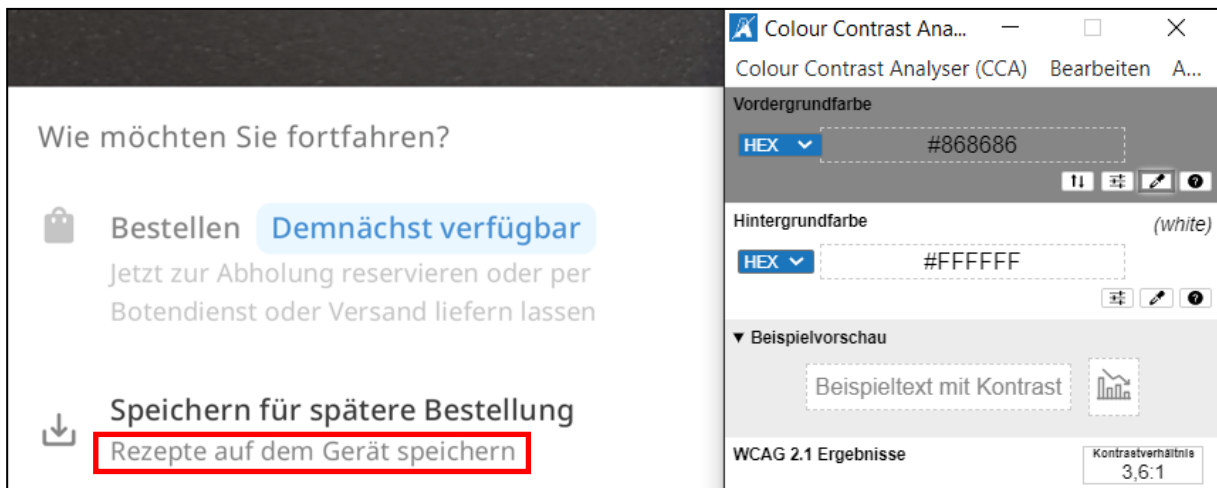 Wie möchten Sie fortfahren?
Bestellen Demnächst verfügbar
Jetzt zur Abholung reservieren oder per
Botendienst oder Versand liefern lassen
Speichern für spätere Bestellung
Rezepte auf dem Gerät speichern
Colour Contrast Ana...
Colour Contrast Analyser (CCA) Bearbeiten A...
Vordergrundfarbe
HEX #868686
Hintergrundfarbe (white)
HEX #FFFFFF
▼ Beispielvorschau
Beispieltext mit Kontrast
WCAG 2.1 Ergebnisse
Kontrastverhältnis
3,6:1